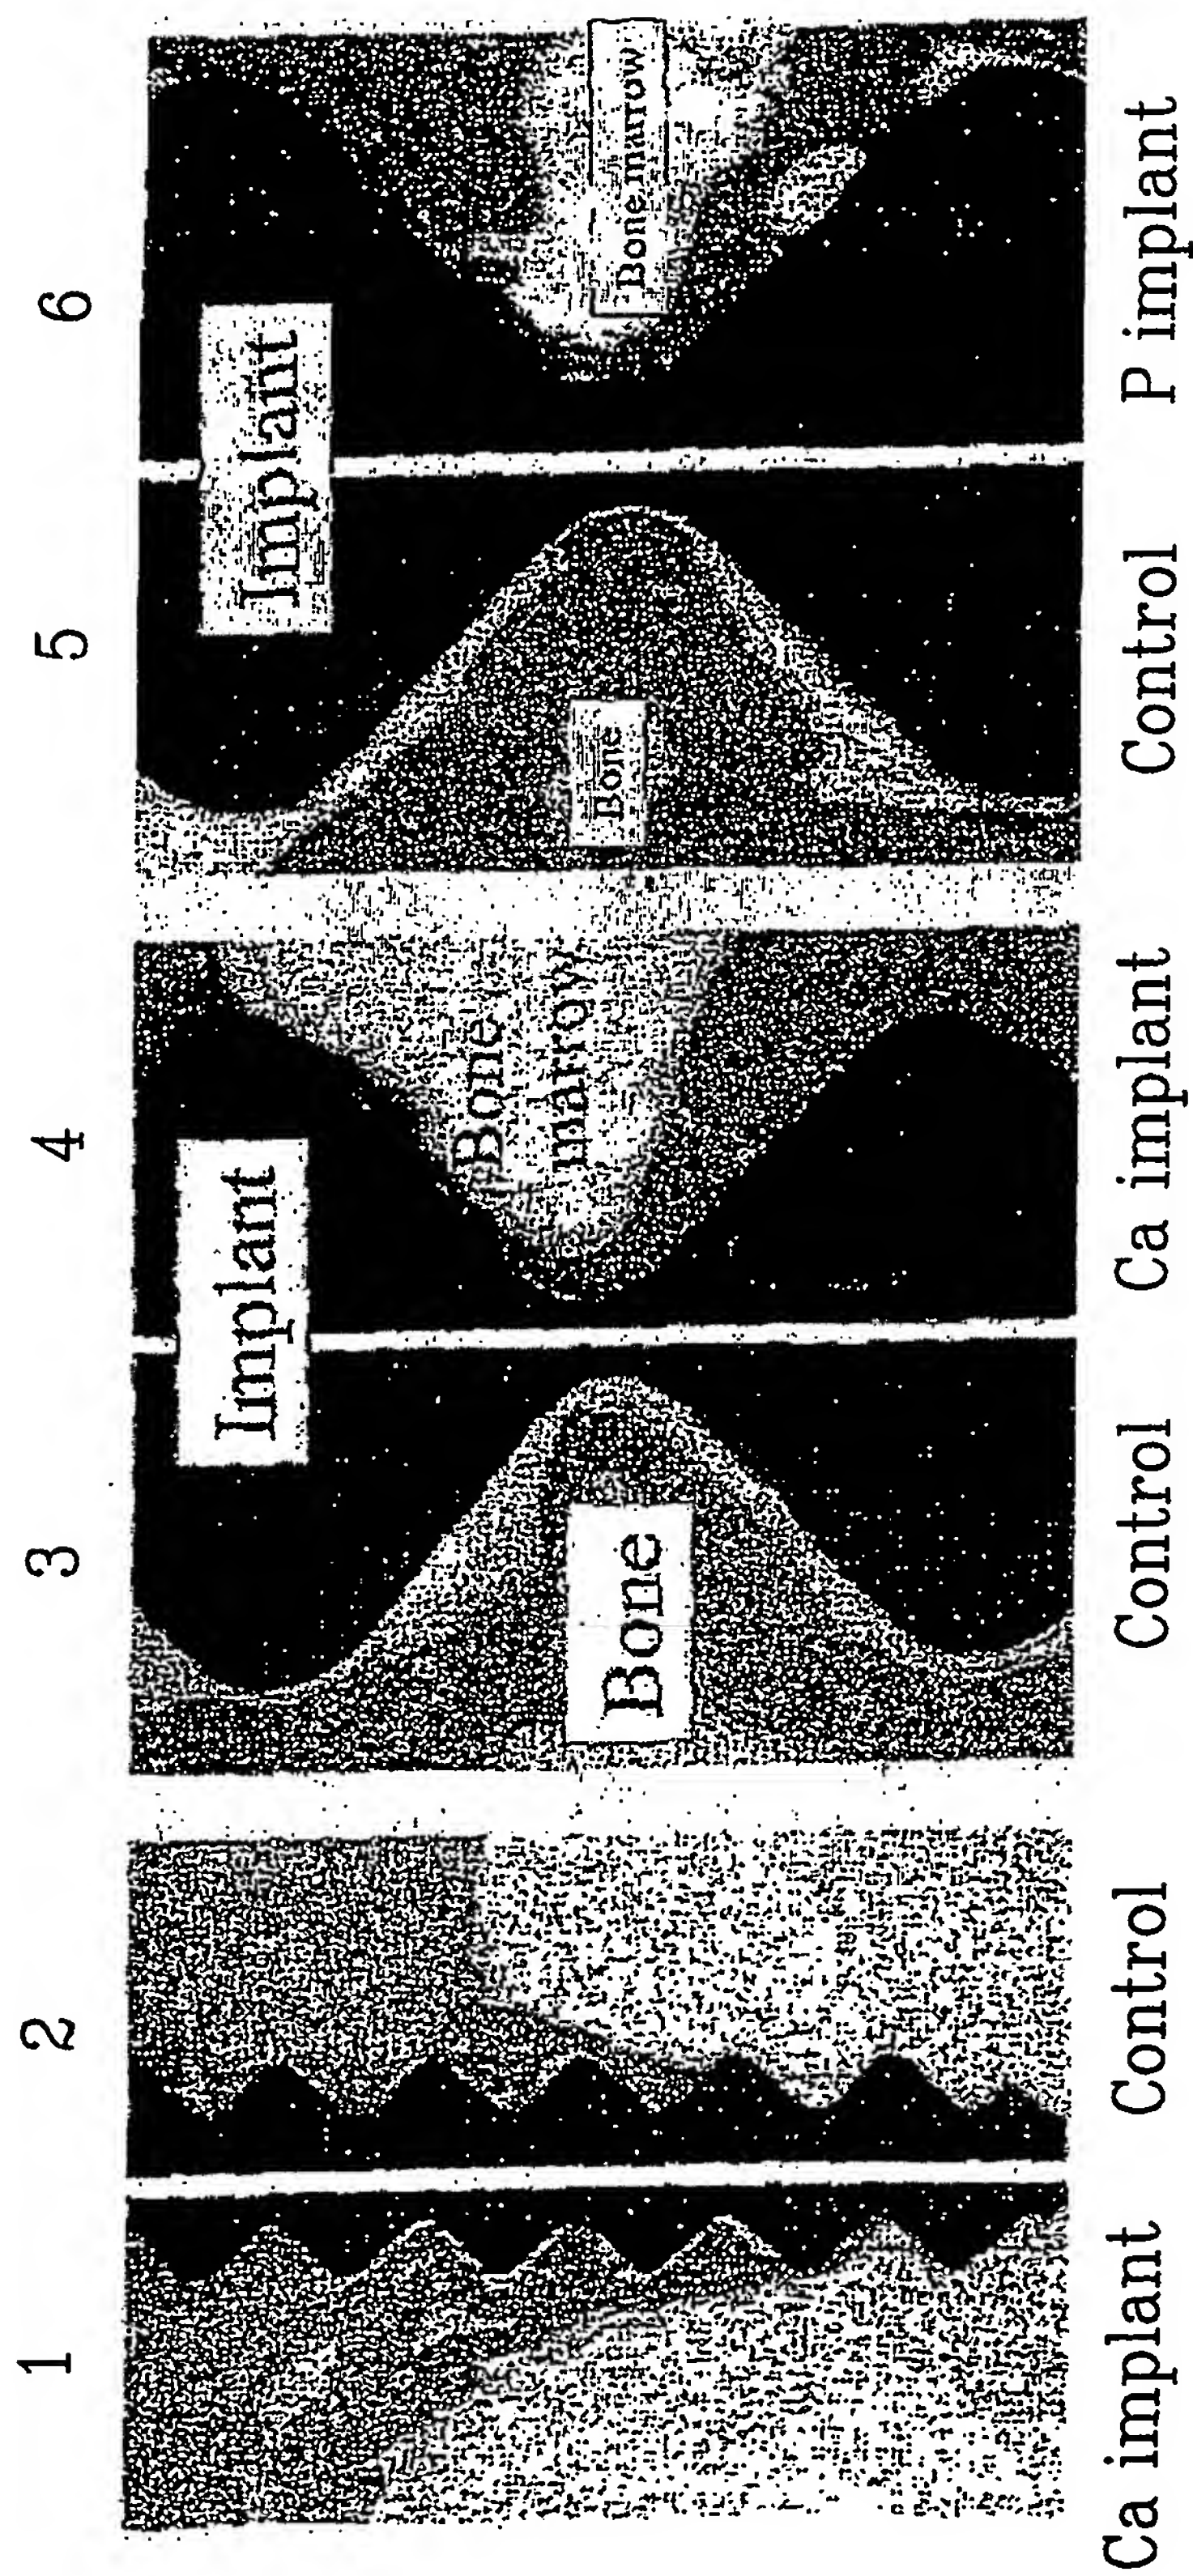 1 2 3 4 5 6
Implant Implant
Bone
Bone
marrow
Bone
Bone marrow
Ca implant Control Control Ca implant Control P implant